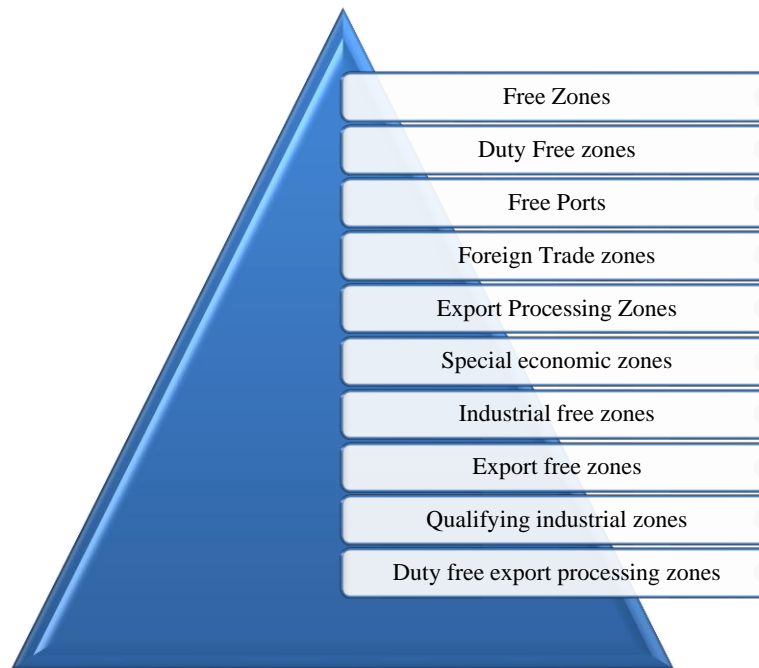 Free Zones
Duty Free zones
Free Ports
Foreign Trade zones
Export Processing Zones
Special economic zones
Industrial free zones
Export free zones
Qualifying industrial zones
Duty free export processing zones